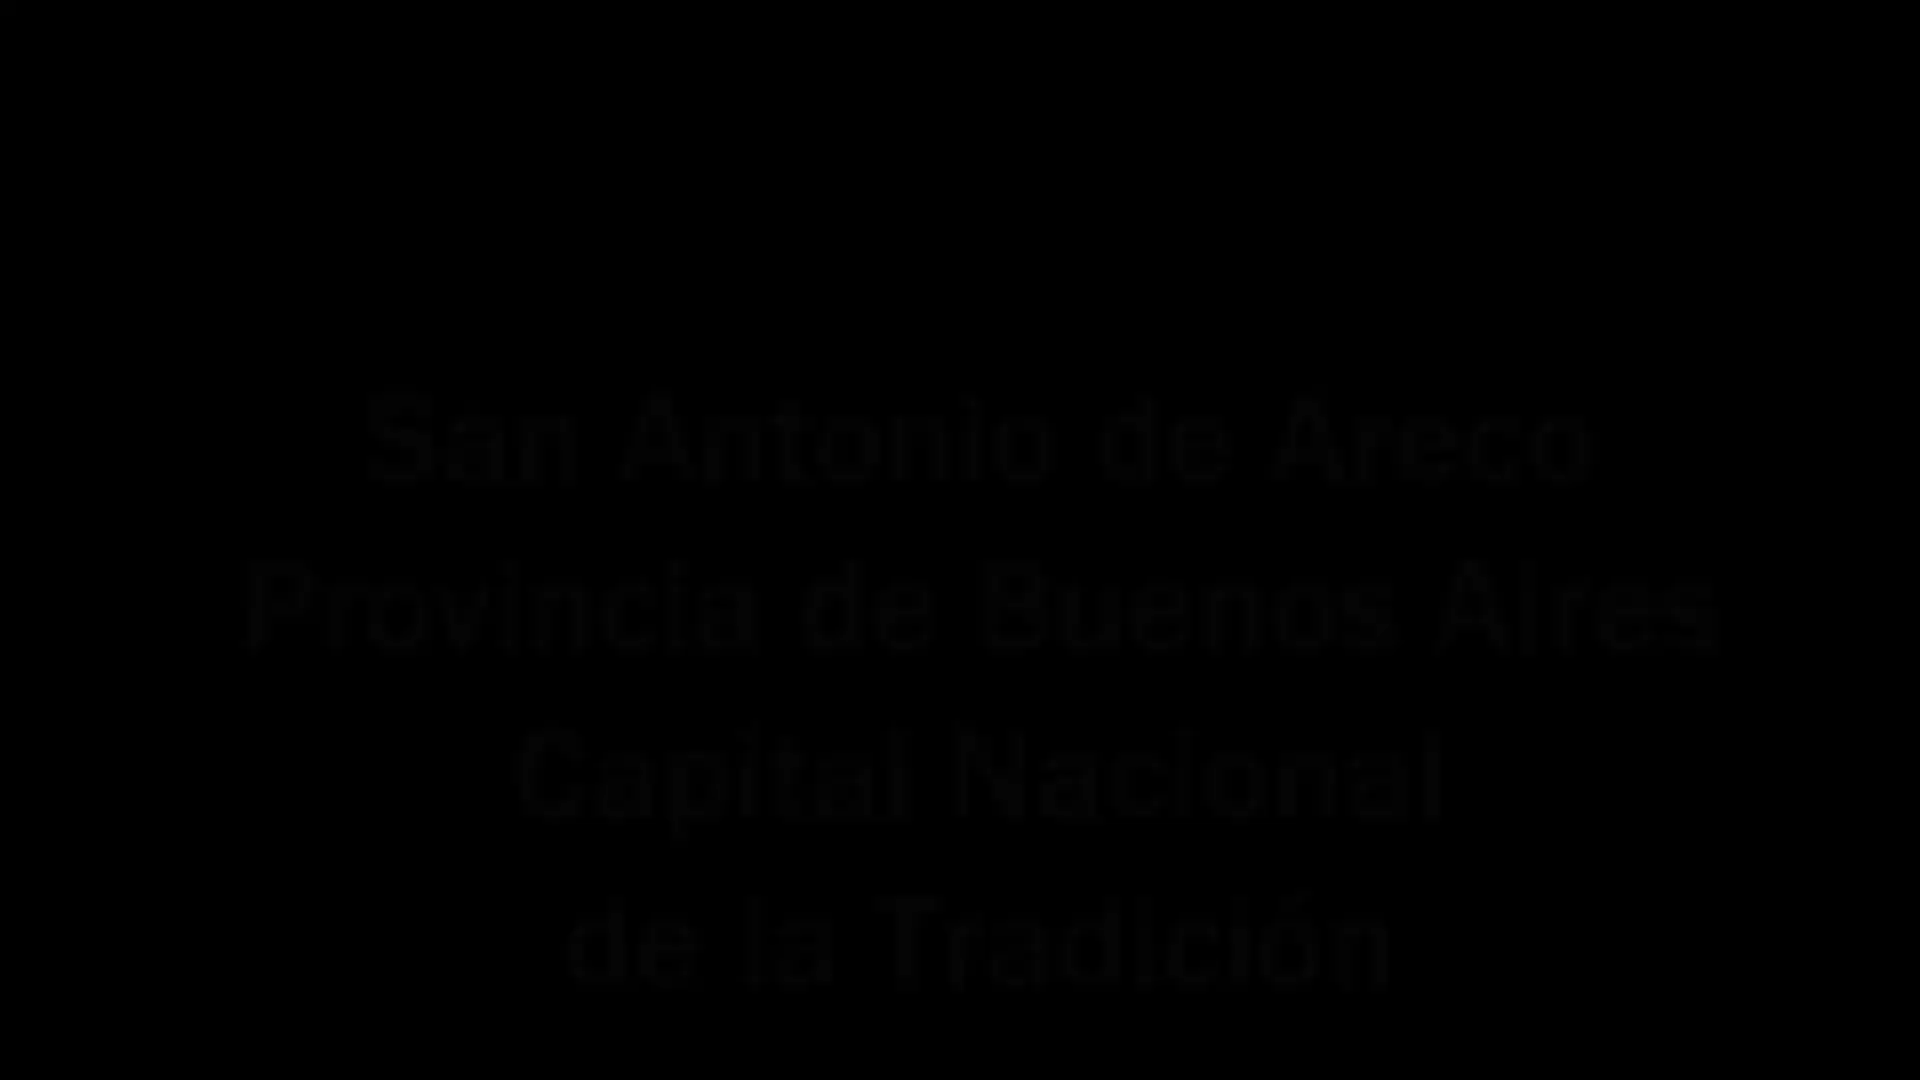 San Antonio de Areco
Provincia de Buenos Aires
Capital Nacional
de la Tradición